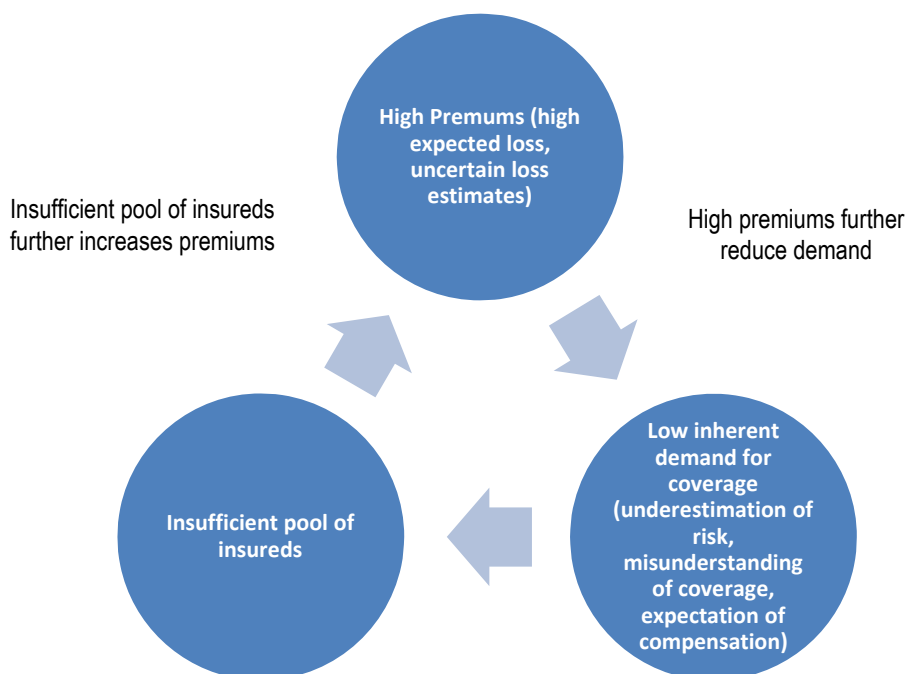 High Premums (high
expected loss,
uncertain loss
estimates)
Insufficient pool of insureds
further increases premiums
High premiums further
reduce demand
Low inherent
demand for
coverage
(underestimation of
risk,
misunderstanding
of coverage,
expectation of
compensation)
Insufficient pool of
insureds